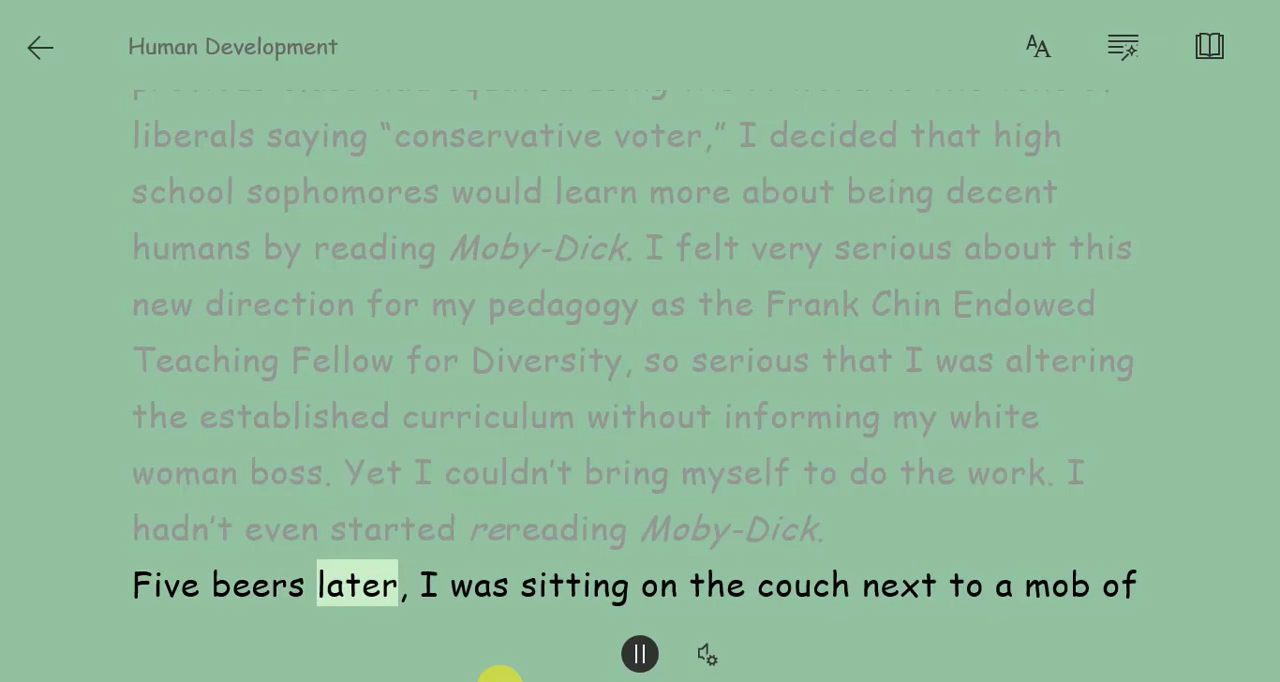 Human Development
liberals saying “conservative voter,” I decided that high
school sophomores would learn more about being decent
humans by reading Moby-Dick. I felt very serious about this
new direction for my pedagogy as the Frank Chin Endowed
Teaching Fellow for Diversity, so serious that I was altering
the established curriculum without informing my white
woman boss. Yet I couldn’t bring myself to do the work. I
hadn’t even started rereading Moby-Dick.
Five beers later, I was sitting on the couch next to a mob of